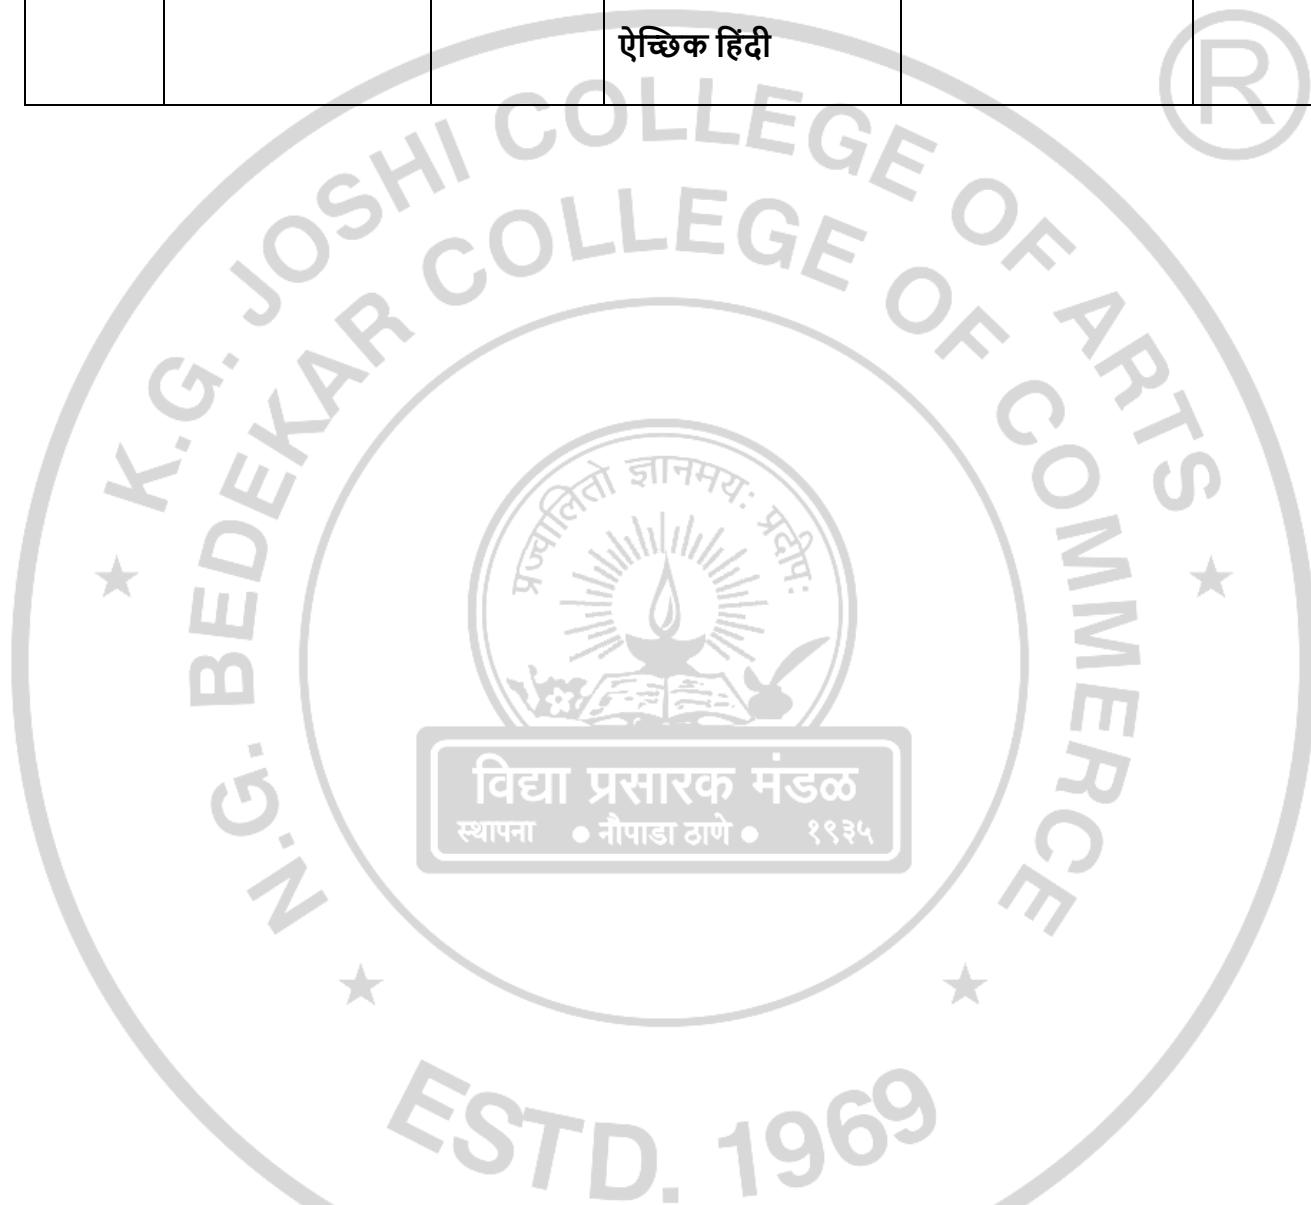 ऐच्छिक हिंदी
®
K.G. JOSHI COLLEGE OF ARTS
N.G. BEDEKAR COLLEGE OF COMMERCE
प्रज्वालितो ज्ञानमय: प्रदीप:
विद्या प्रसारक मंडळ
स्थापना • नौपाडा ठाणे • १९३५
ESTD. 1969